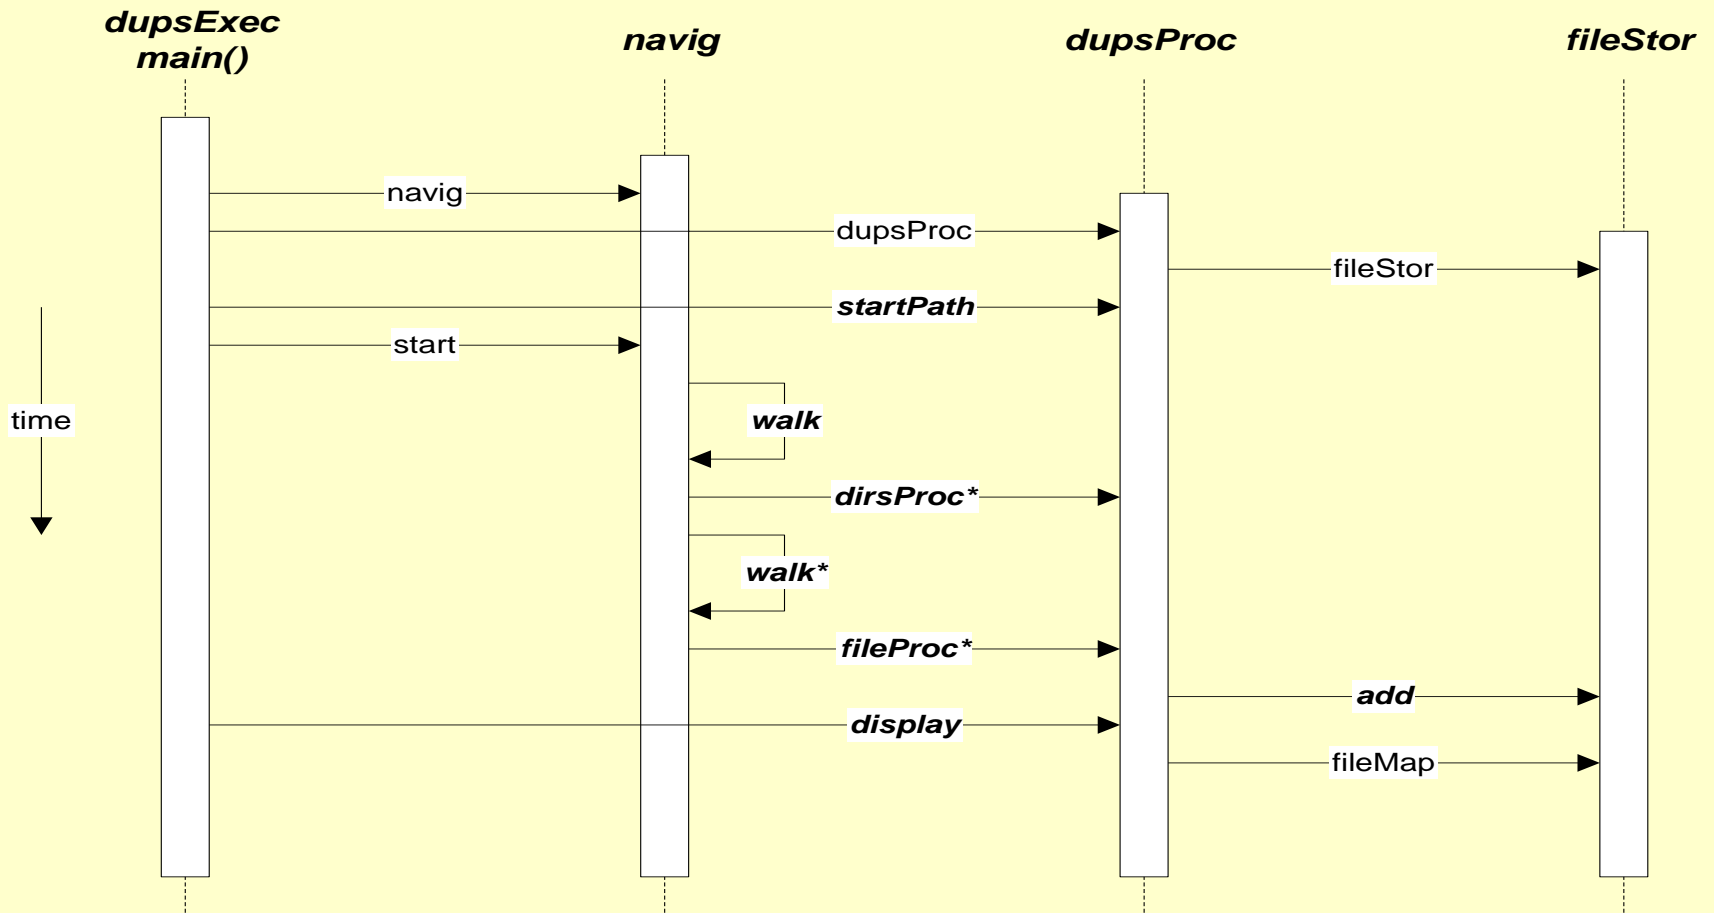 dupsExec
main()
navig
dupsProc
fileStor
navig
dupsProc
fileStor
startPath
start
time
walk
dirsProc*
walk*
fileProc*
add
display
fileMap